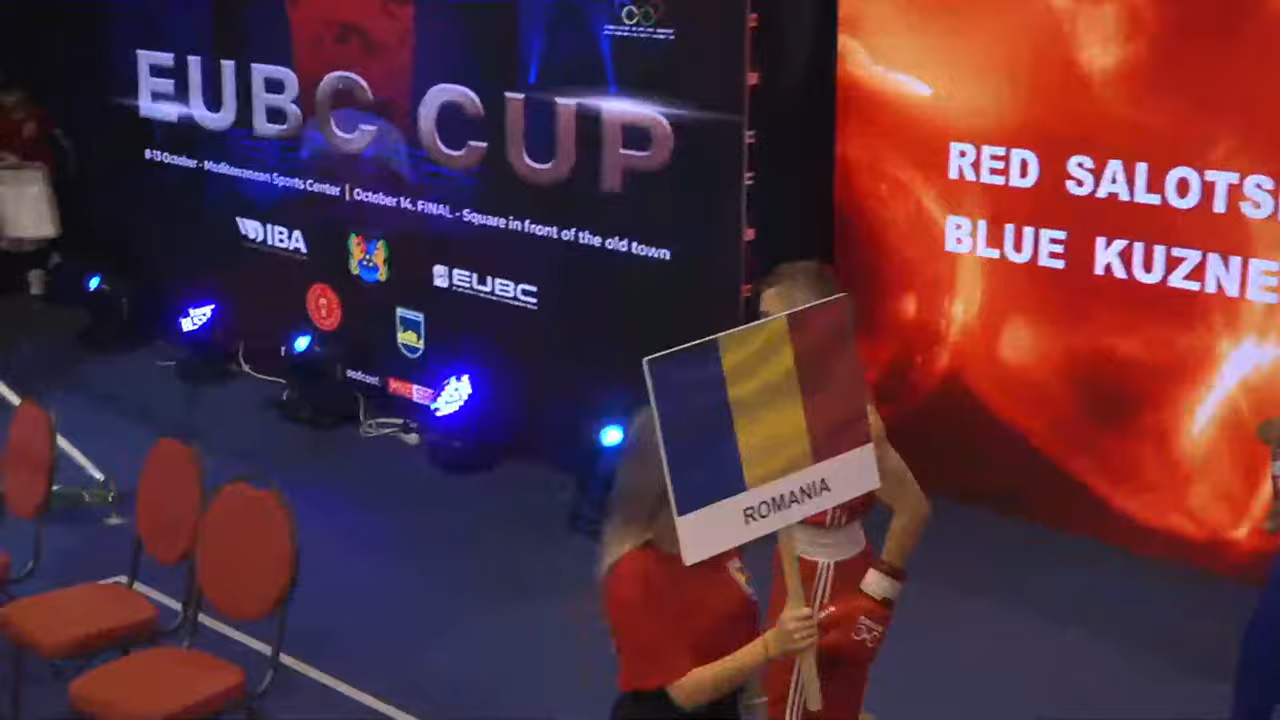 EUBC CUP
8-13 October - Mediterranean Sports Center | October 14. FINAL - Square in front of the old town
IBA
EUBC
podcast
RED SALOTS
BLUE KUZNE
ROMANIA